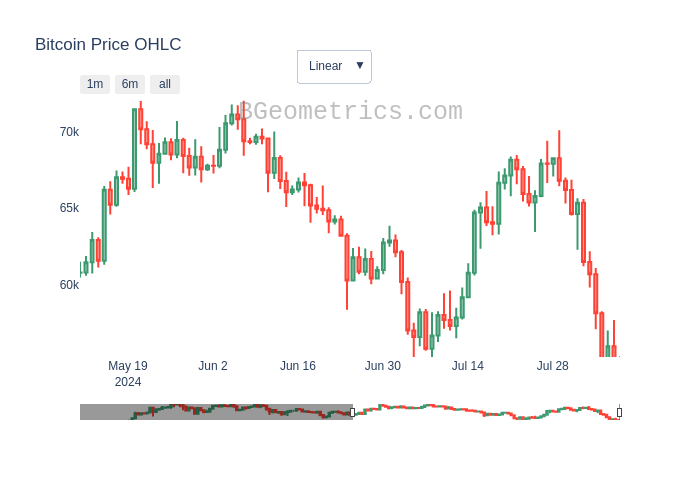 Bitcoin Price OHLC
Linear ▼
1m 6m all
BGeometrics.com
70k
65k
60k
May 19 Jun 2 Jun 16 Jun 30 Jul 14 Jul 28
2024